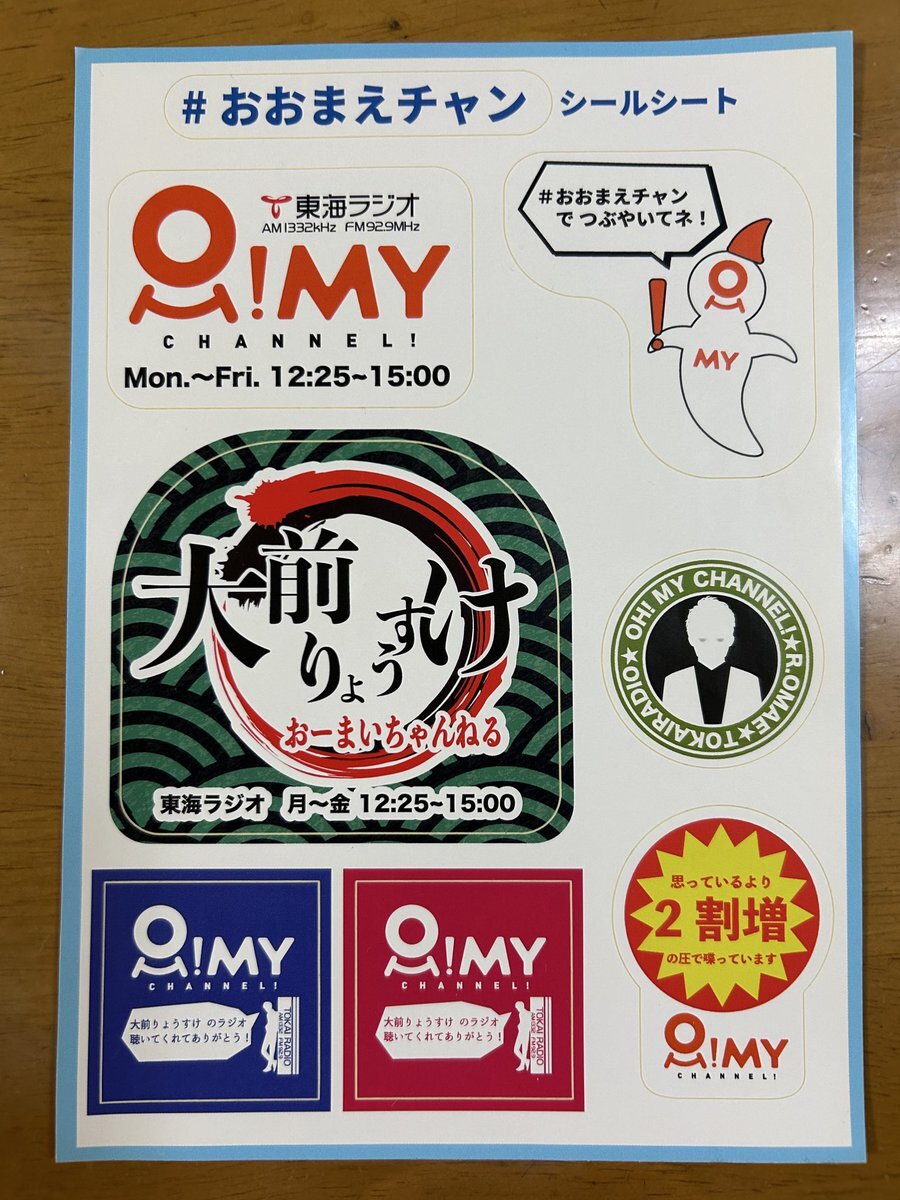 #おおまえチャン シールシート
東海ラジオ
AM1332kHz FM92.9MHz
O!MY
CHANNEL!
Mon.～Fri. 12:25~15:00
#おおまえチャン
でつぶやいてネ!
MY
大前りょうすけ
おーまいちゃんねる
東海ラジオ 月～金 12:25~15:00
OH! MY CHANNEL!★R.OMAE★TOKAIRADIO★
O!MY
CHANNEL!
大前りょうすけ のラジオ
聴いてくれてありがとう!
TOKAI RADIO
O!MY
CHANNEL!
大前りょうすけ のラジオ
聴いてくれてありがとう!
TOKAI RADIO
思っているより
2割増
の圧で喋っています
O!MY
CHANNEL!